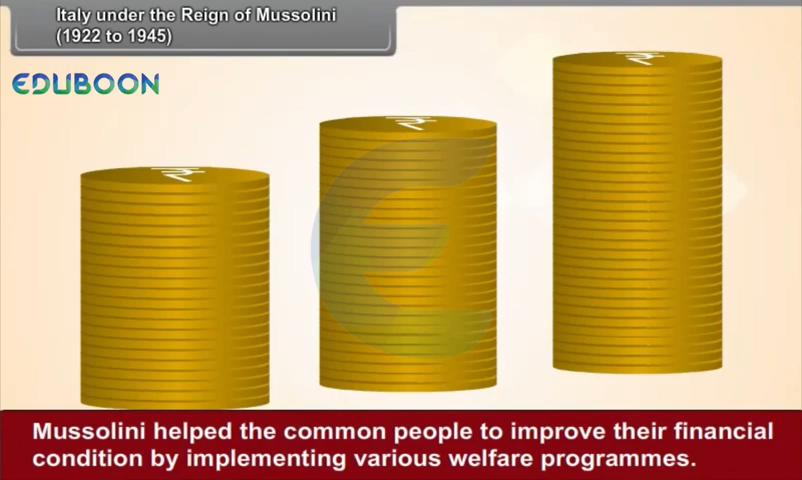 Italy under the Reign of Mussolini
(1922 to 1945)
EDUBOON
Mussolini helped the common people to improve their financial
condition by implementing various welfare programmes.